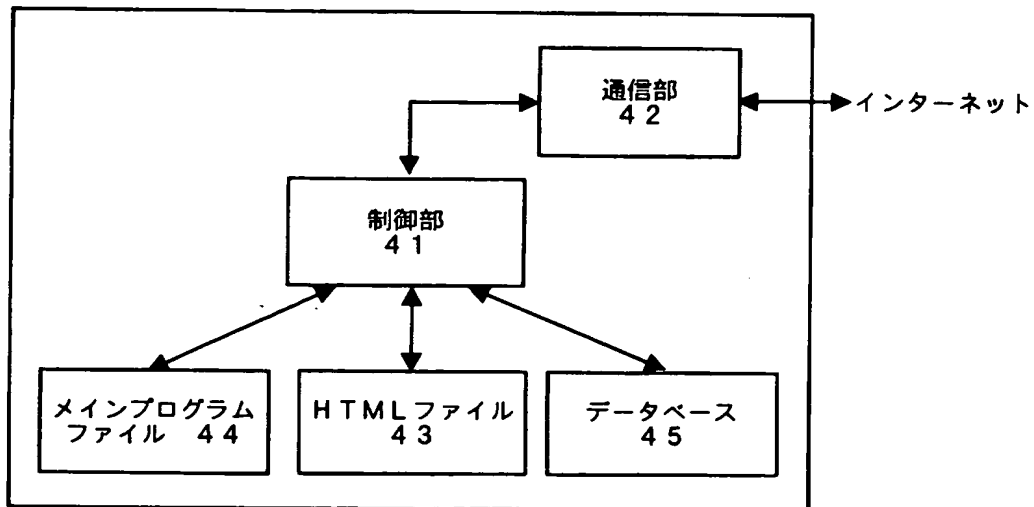 通信部
４２
インターネット
制御部
４１
メインプログラム
ファイル　４４
ＨＴＭＬファイル
４３
データベース
４５